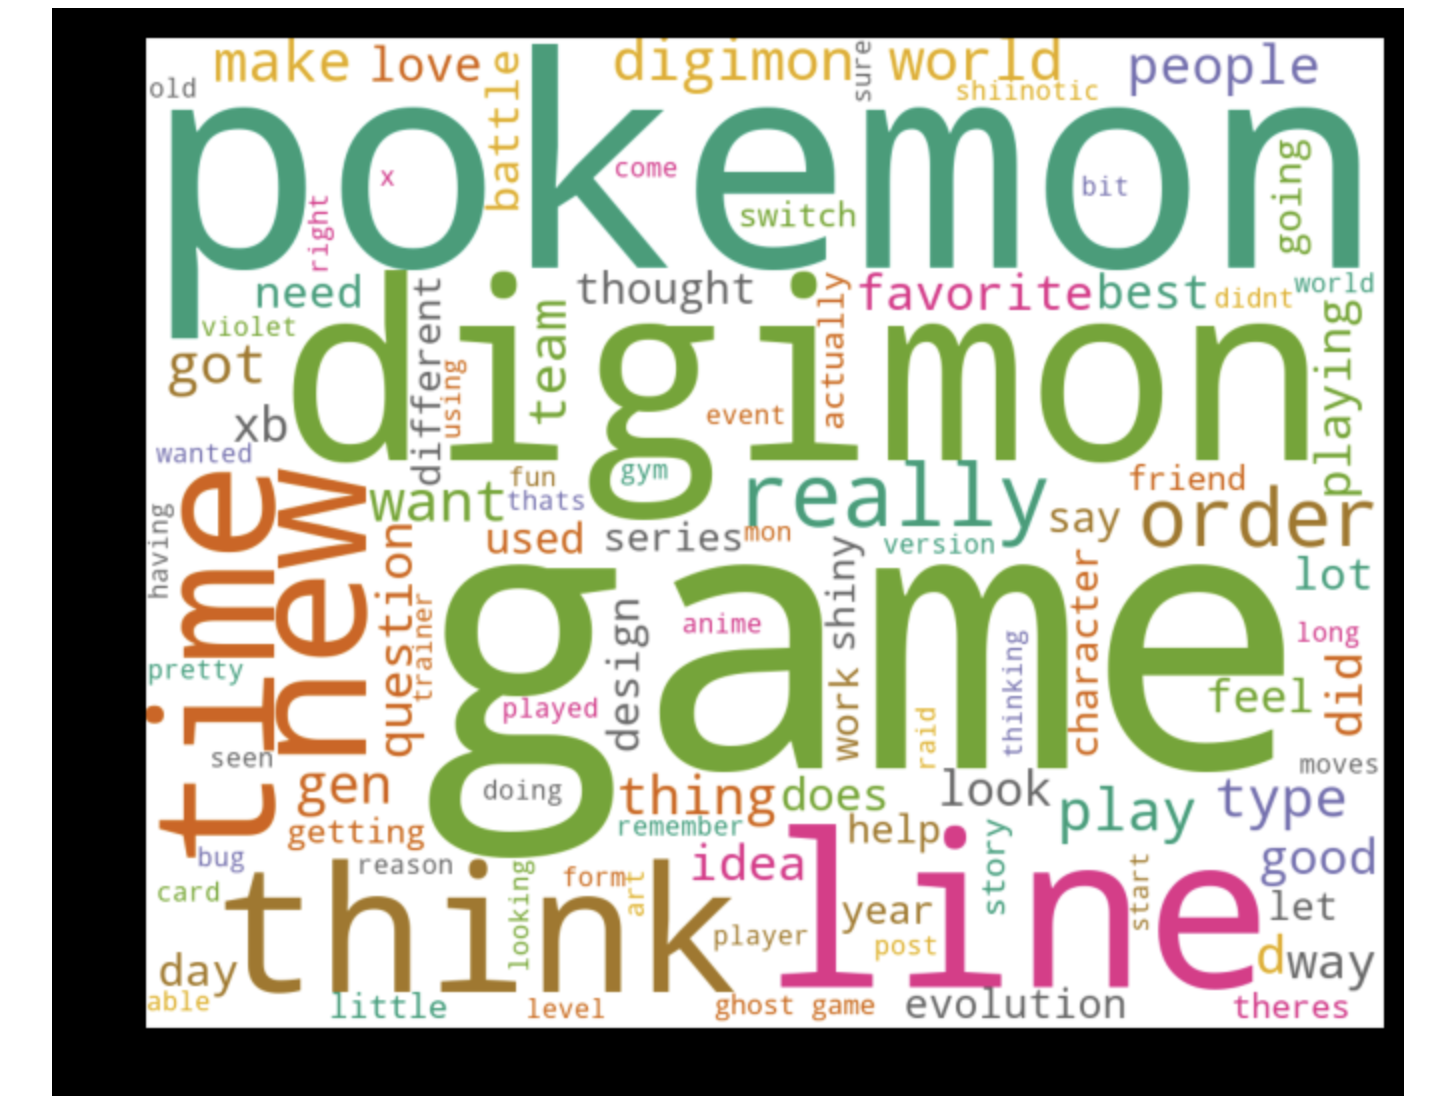 make
love
battle
digimon world
sure
people
old
shiinotic
pokemon
x
come
bit
going
right
switch
need
different
thought
actually
favorite
best
didnt
world
violet
team
playing
got
digimon
using
event
xb
wanted
time
new
want
fun
thats
gym
really
friend
say
order
having
question
used
series
mon
version
shiny
character
lot
trainer
game
design
anime
thinking
long
pretty
work
did
feel
played
raid
seen
moves
gen
doing
thing
does
look
play
type
getting
remember
help
story
bug
reason
looking
form
art
idea
line
start
good
card
think
year
let
player
post
day
d
way
able
little
level
ghost game
evolution
theres